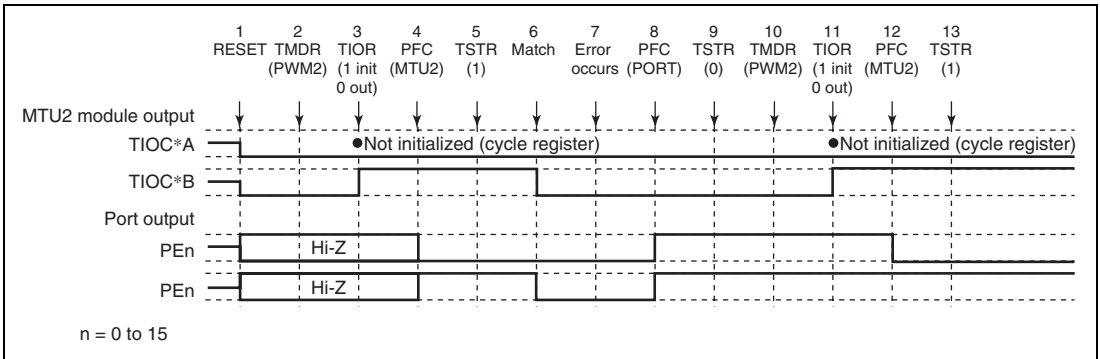 1 2 3 4 5 6 7 8 9 10 11 12 13
RESET TMDR TIOR PFC TSTR Match Error PFC TSTR TMDR TIOR PFC TSTR
(PWM2) (1 init (MTU2) (1) occurs (PORT) (0) (PWM2) (1 init (MTU2) (1)
0 out) 0 out)
MTU2 module output
TIOC*A ●Not initialized (cycle register) ●Not initialized (cycle register)
TIOC*B
Port output
PEn Hi-Z
PEn Hi-Z
n = 0 to 15